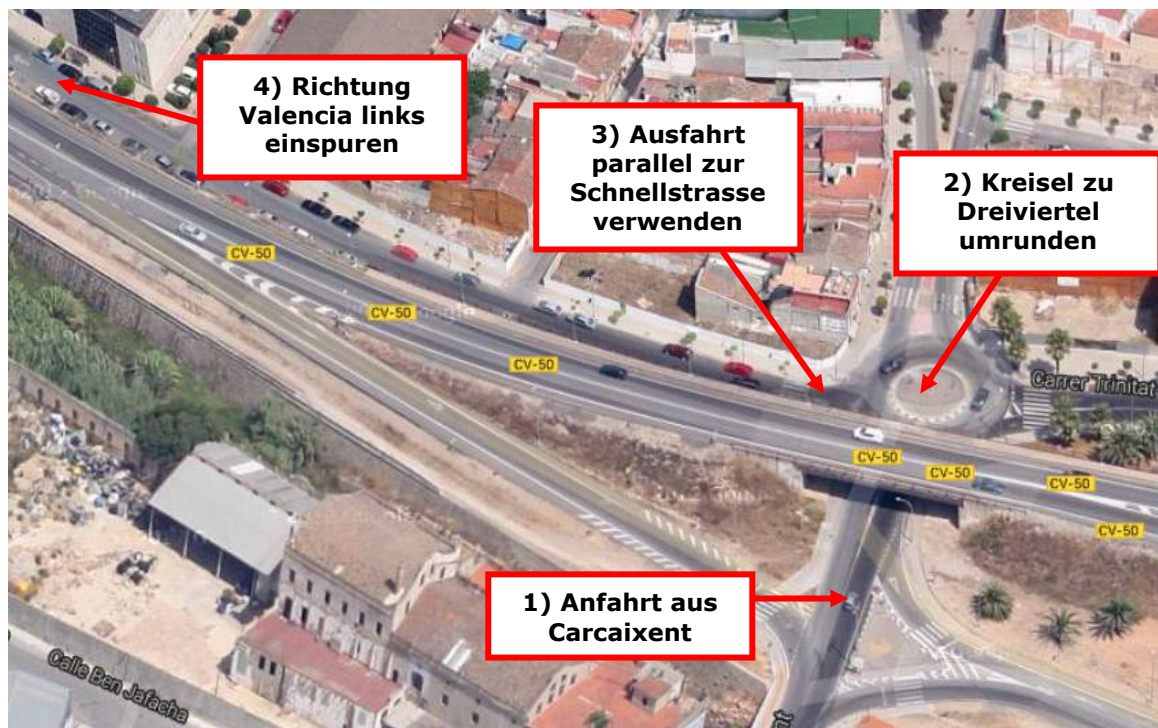 4) Richtung
Valencia links
einspuren
3) Ausfahrt
parallel zur
Schnellstrasse
verwenden
2) Kreisel zu
Dreiviertel
umrunden
CV-50
CV-50
CV-50
Carrer Trinitat
CV-50
CV-50
CV-50
CV-50
1) Anfahrt aus
Carcaixent
Calle Ben Jafacha